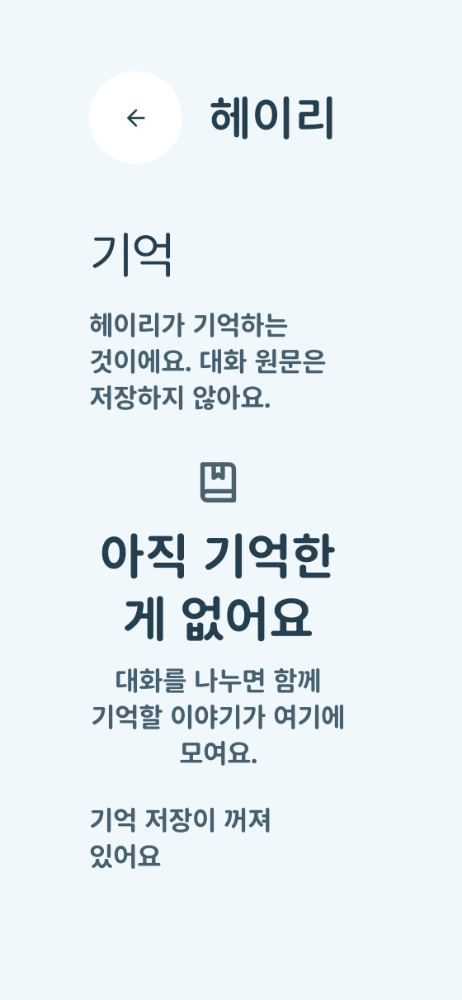 헤이리
기억
헤이리가 기억하는
것이에요. 대화 원문은
저장하지 않아요.
아직 기억한
게 없어요
대화를 나누면 함께
기억할 이야기가 여기에
모여요.
기억 저장이 꺼져
있어요